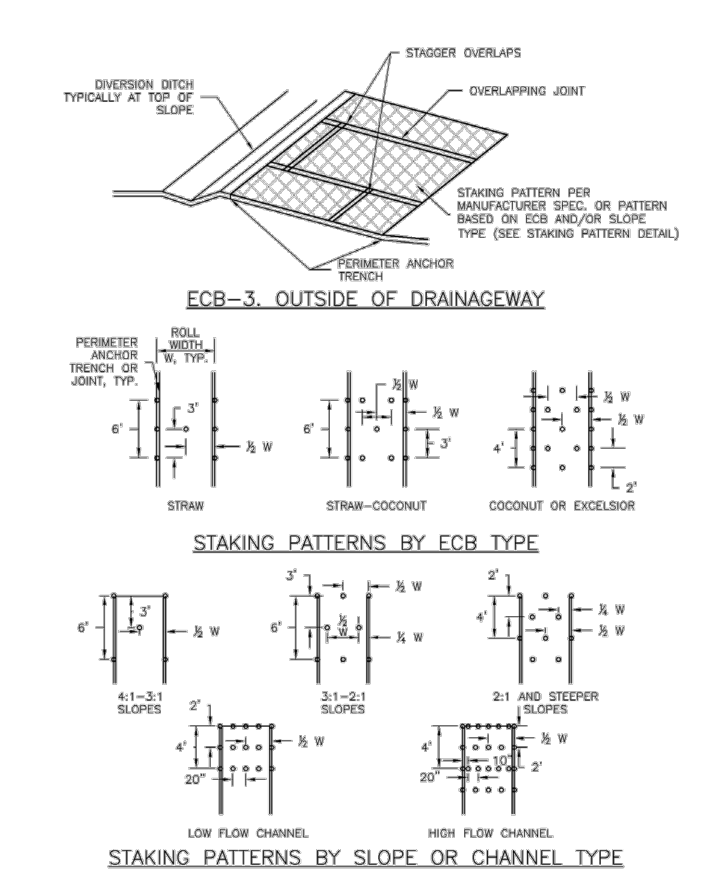 STAGGER OVERLAPS
DIVERSION DITCH
TYPICALLY AT TOP OF
SLOPE
OVERLAPPING JOINT
STAKING PATTERN PER
MANUFACTURER SPEC. OR PATTERN
BASED ON ECB AND/OR SLOPE
TYPE (SEE STAKING PATTERN DETAIL)
PERIMETER ANCHOR
TRENCH
ECB-3. OUTSIDE OF DRAINAGEWAY
PERIMETER
ANCHOR
TRENCH OR
JOINT, TYP.
ROLL
WIDTH
W, TYP.
3"
6"
½ W
STRAW
½ W
½ W
6"
3'
STRAW-COCONUT
½ W
½ W
4'
2"
COCONUT OR EXCELSIOR
STAKING PATTERNS BY ECB TYPE
3"
6"
½ W
4:1-3:1
SLOPES
3"
½ W
6"
½
W
¼ W
3:1-2:1
SLOPES
2'
4'
¼ W
½ W
2:1 AND STEEPER
SLOPES
2"
4"
½ W
20"
LOW FLOW CHANNEL
4"
½ W
10"
2'
20"
HIGH FLOW CHANNEL
STAKING PATTERNS BY SLOPE OR CHANNEL TYPE